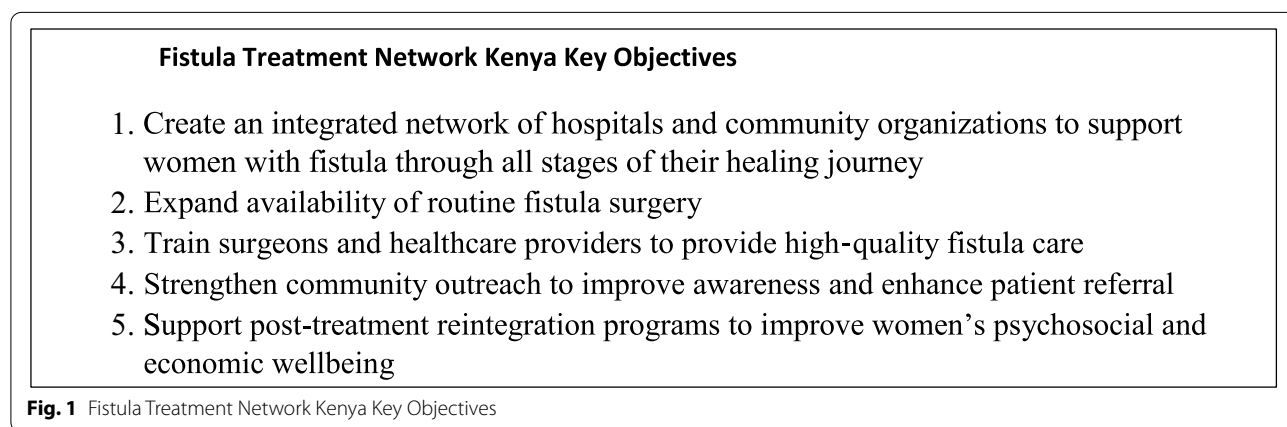 Fistula Treatment Network Kenya Key Objectives
1. Create an integrated network of hospitals and community organizations to support
women with fistula through all stages of their healing journey
2. Expand availability of routine fistula surgery
3. Train surgeons and healthcare providers to provide high-quality fistula care
4. Strengthen community outreach to improve awareness and enhance patient referral
5. Support post-treatment reintegration programs to improve women’s psychosocial and
economic wellbeing
Fig. 1 Fistula Treatment Network Kenya Key Objectives